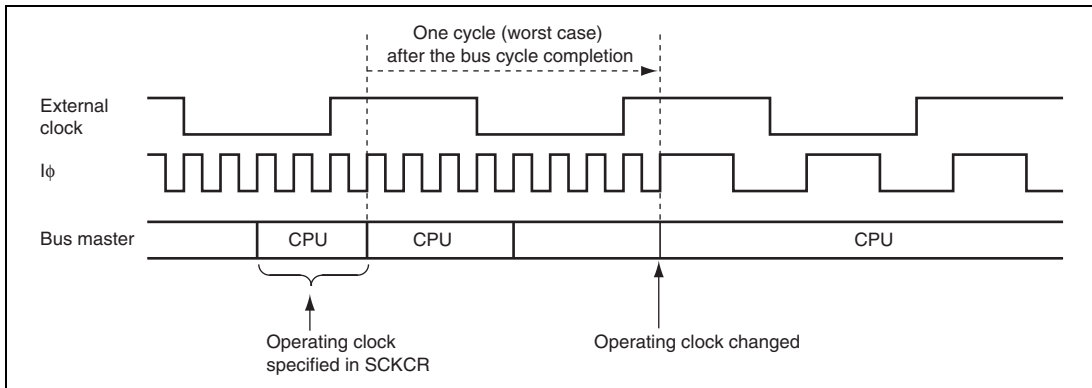 One cycle (worst case)
after the bus cycle completion
External
clock
Iϕ
Bus master
CPU
CPU
CPU
Operating clock
specified in SCKCR
Operating clock changed